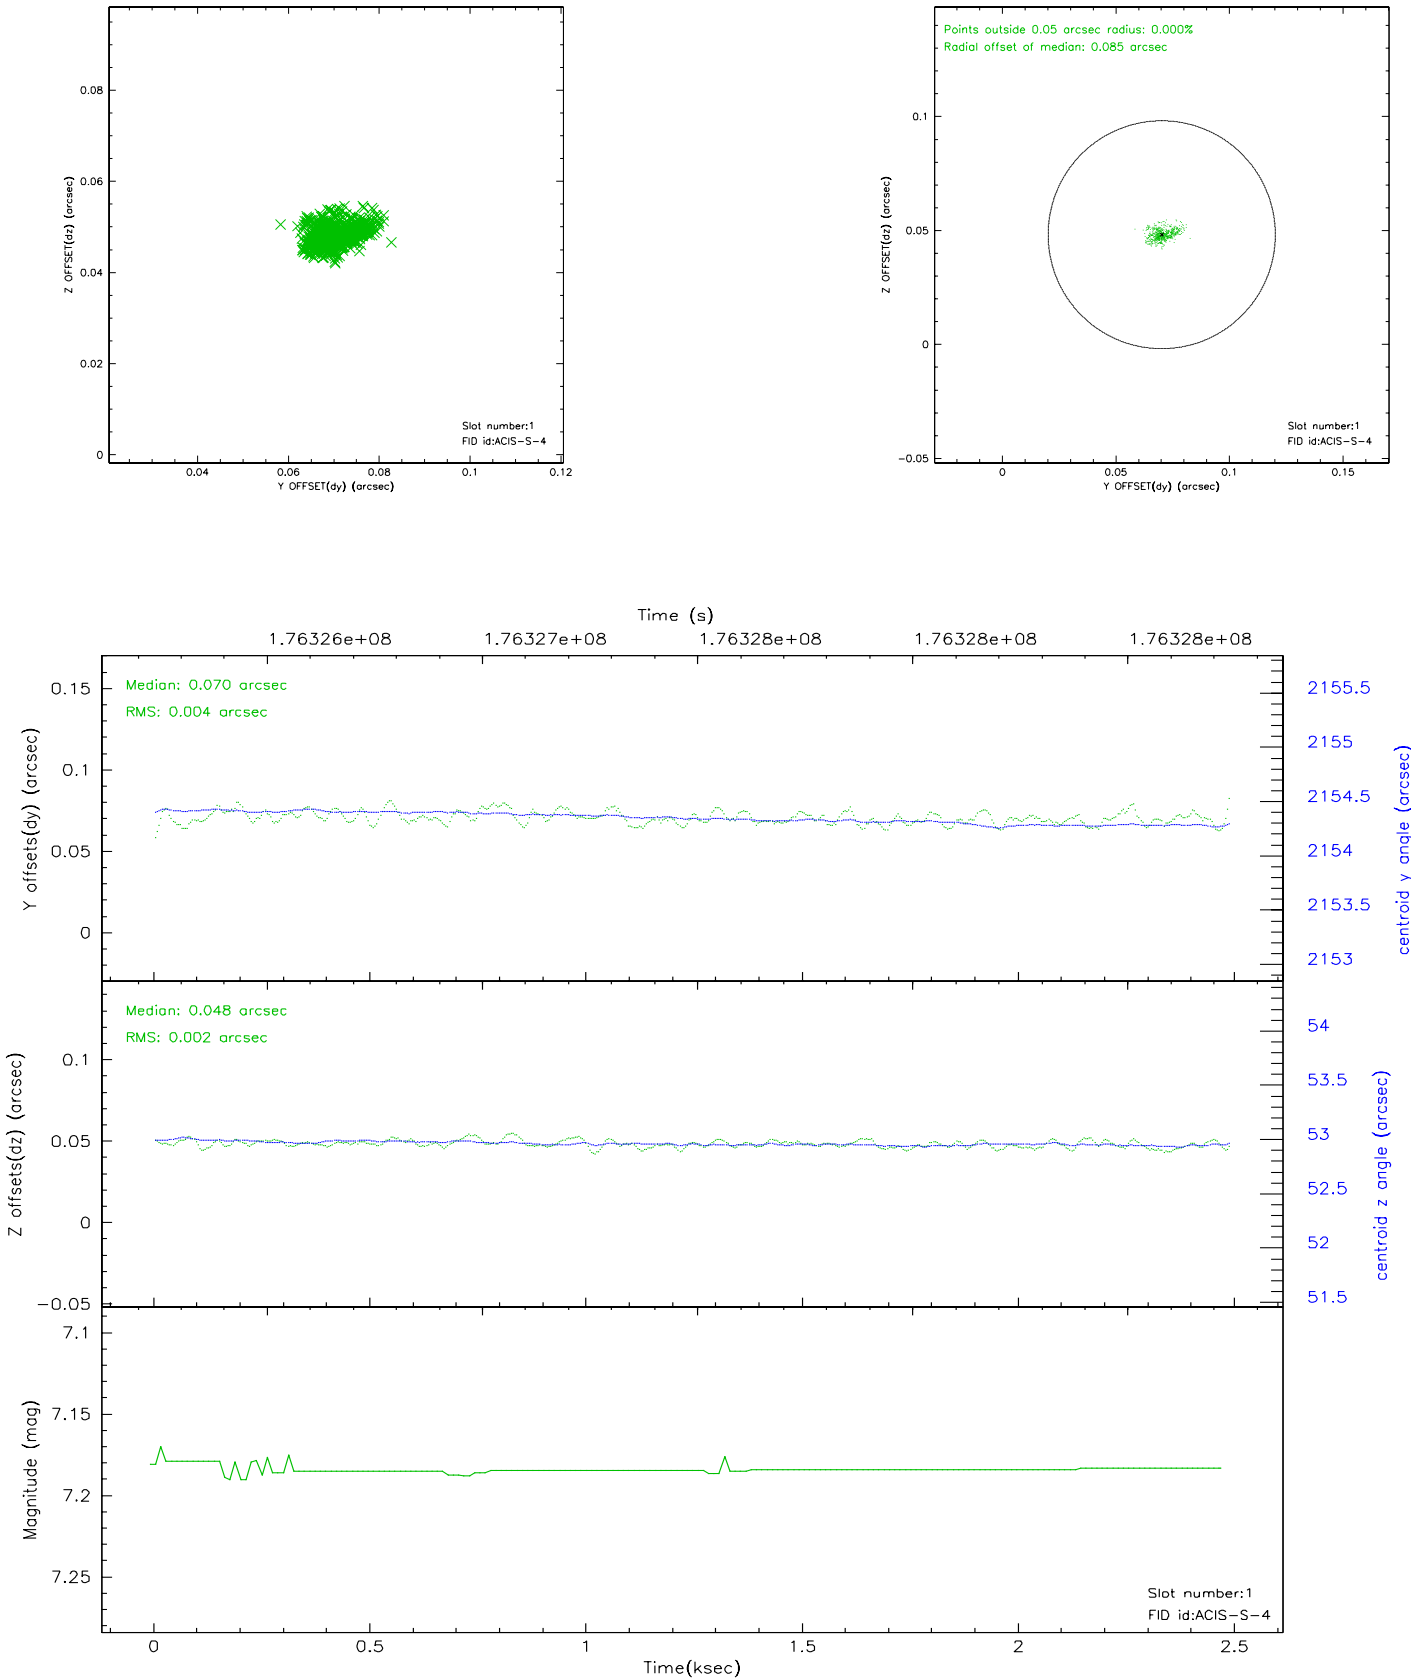 0.08
0.06
0.04
0.02
0
Z OFFSET(dz) (arcsec)
Slot number:1
FID id:ACIS-S-4
0.04 0.06 0.08 0.1 0.12
Y OFFSET(dy) (arcsec)
Points outside 0.05 arcsec radius: 0.000%
Radial offset of median: 0.085 arcsec
0.1
0.05
0
-0.05
Z OFFSET(dz) (arcsec)
Slot number:1
FID id:ACIS-S-4
0 0.05 0.1 0.15
Y OFFSET(dy) (arcsec)
Time (s)
1.76326e+08 1.76327e+08 1.76328e+08 1.76328e+08 1.76328e+08
Median: 0.070 arcsec
RMS: 0.004 arcsec
0.15
0.1
0.05
0
Y offsets(dy) (arcsec)
2155.5
2155
2154.5
2154
2153.5
2153
centroid y angle (arcsec)
Median: 0.048 arcsec
RMS: 0.002 arcsec
0.1
0.05
0
-0.05
Z offsets(dz) (arcsec)
54
53.5
53
52.5
52
51.5
centroid z angle (arcsec)
7.1
7.15
7.2
7.25
Magnitude (mag)
Slot number:1
FID id:ACIS-S-4
0 0.5 1 1.5 2 2.5
Time(ksec)